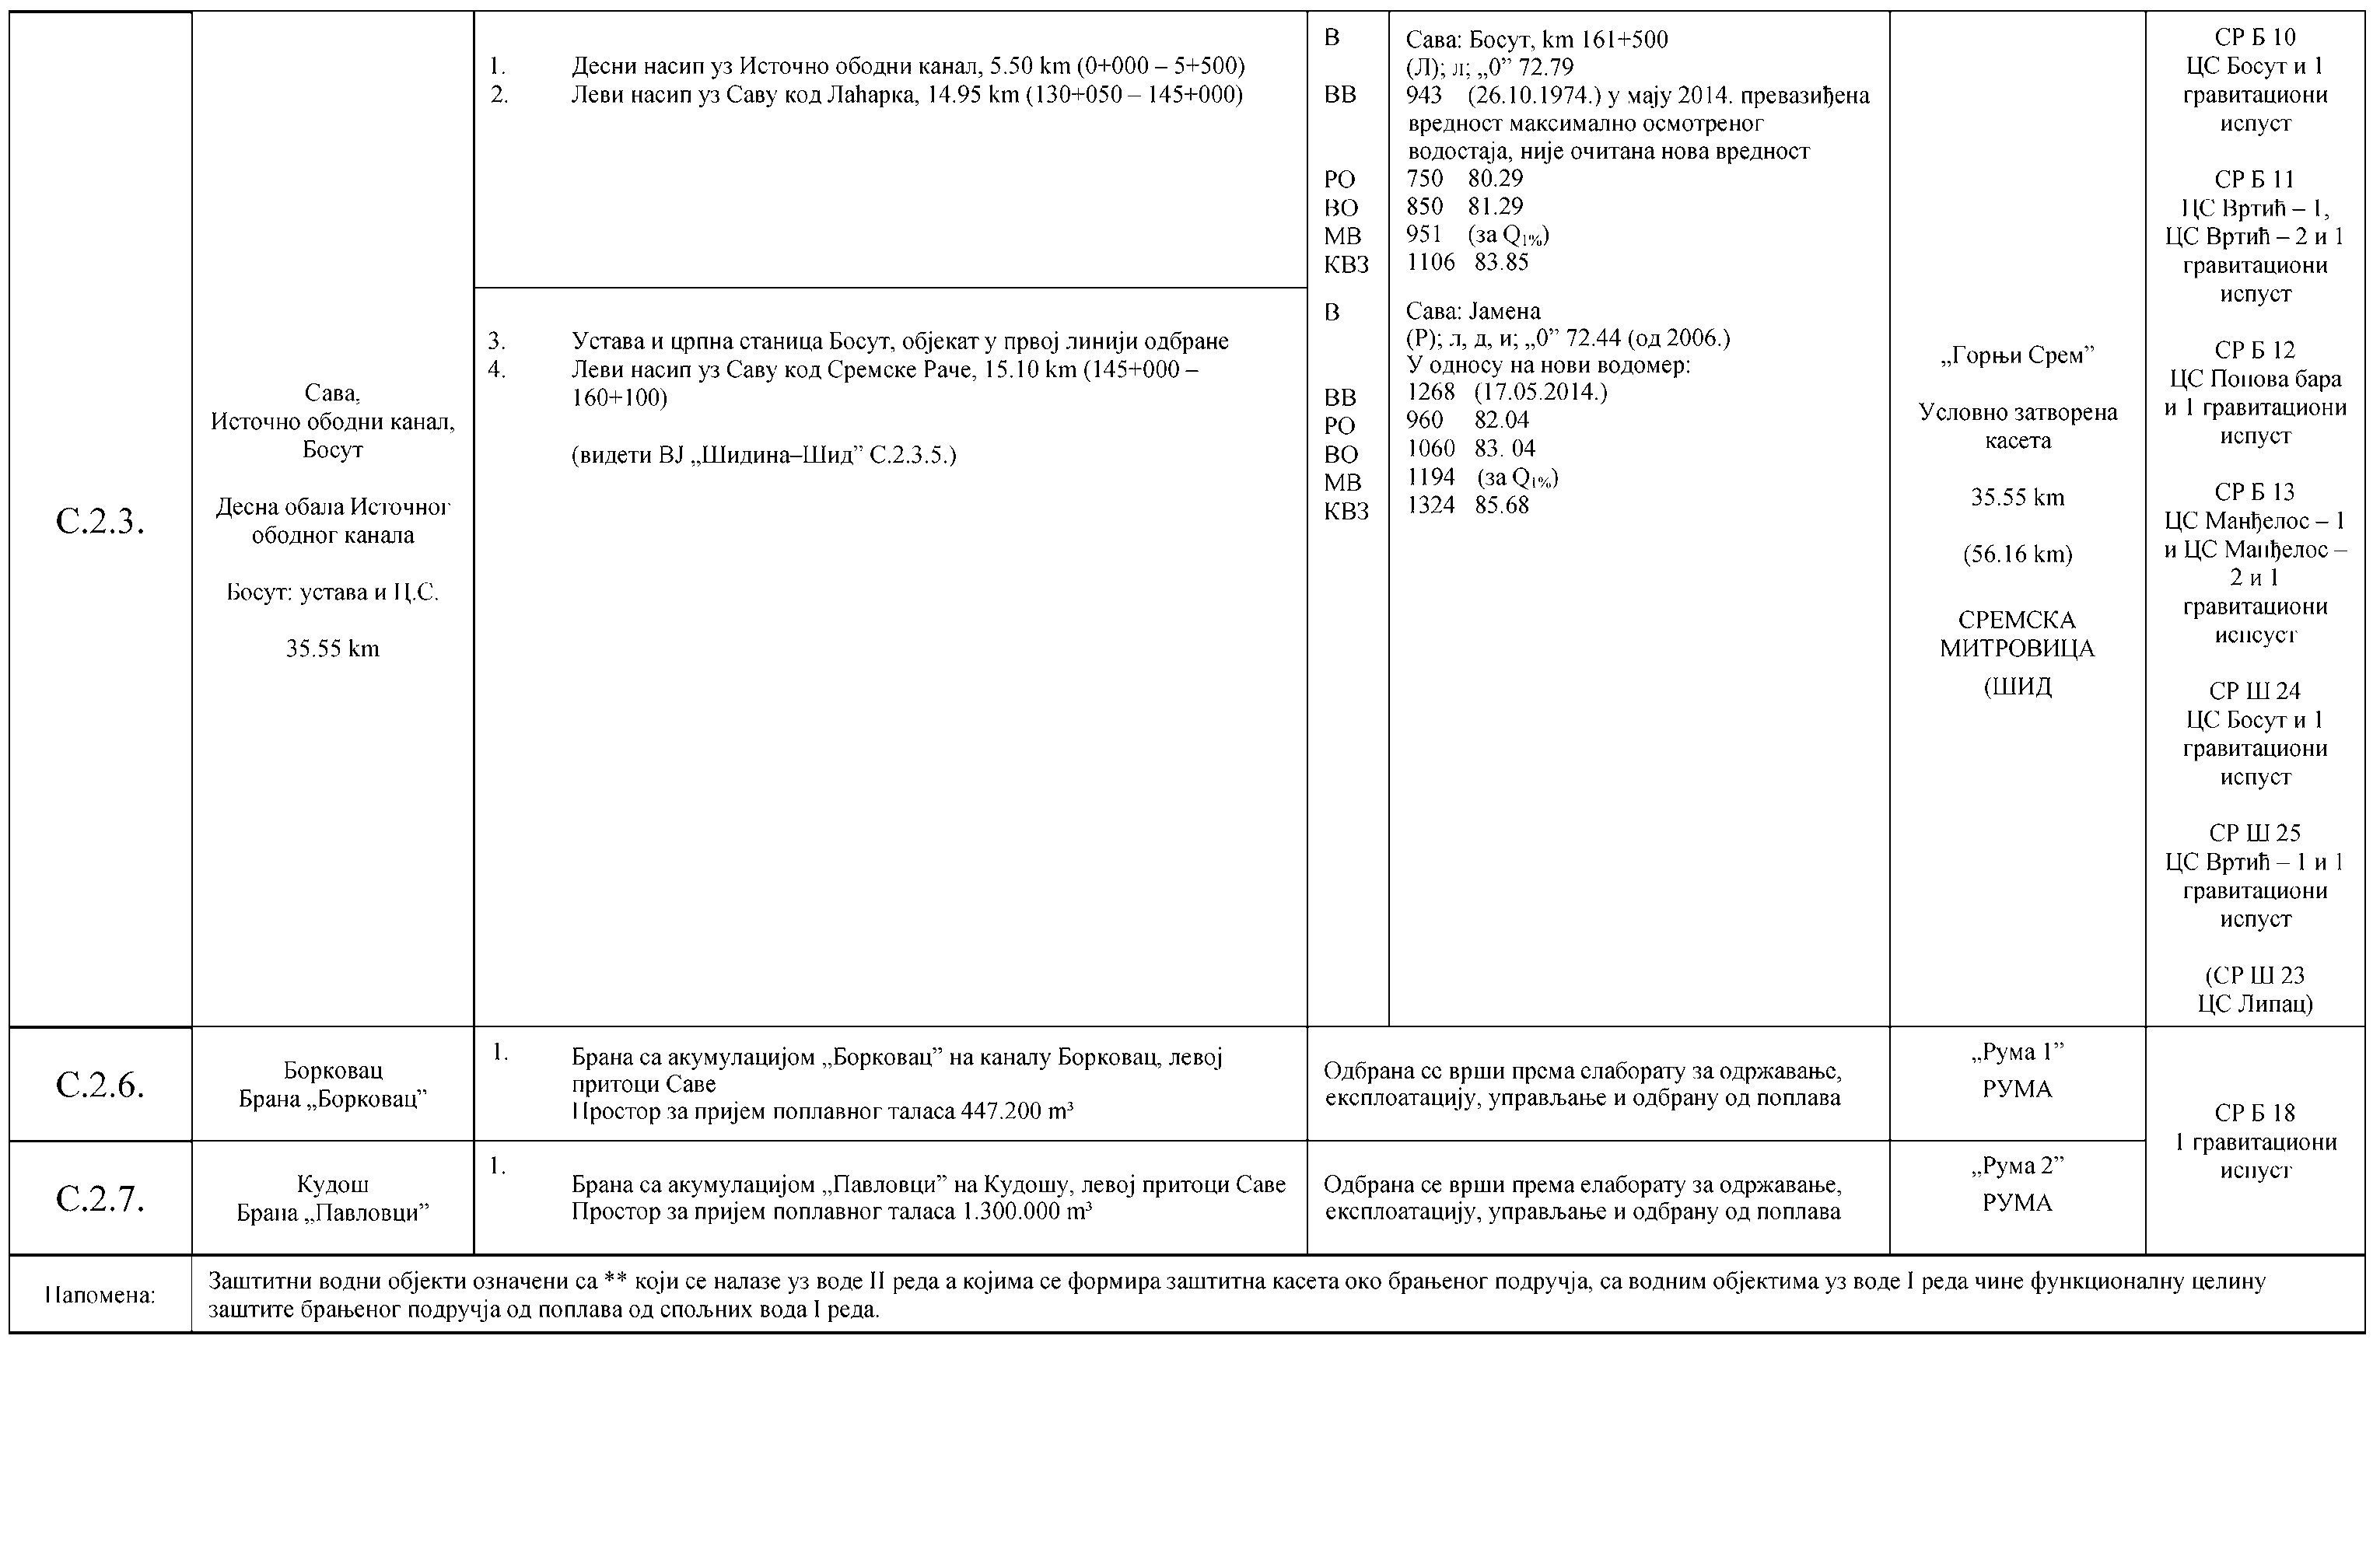 С.2.3.
Сава,
Источно ободни канал,
Босут
Десна обала Источног
ободног канала
Босут: устава и Ц.С.
35.55 km
1. Десни насип уз Источно ободни канал, 5.50 km (0+000 – 5+500)
2. Леви насип уз Саву код Лаћарка, 14.95 km (130+050 – 145+000)
3. Устава и црпна станица Босут, објекат у првој линији одбране
4. Леви насип уз Саву код Сремске Раче, 15.10 km (145+000 –
160+100)
(видети ВЈ „Шидина–Шид” С.2.3.5.)
В Сава: Босут, km 161+500
(Л); л; „0” 72.79
ВВ 943 (26.10.1974.) у мају 2014. превазиђена
вредност максимално осмотреног
водостаја, није очитана нова вредност
РО 750 80.29
ВО 850 81.29
МВ 951 (за Q1%)
КВЗ 1106 83.85
В Сава: Јамена
(Р); л, д, и; „0” 72.44 (од 2006.)
У односу на нови водомер:
ВВ 1268 (17.05.2014.)
РО 960 82.04
ВО 1060 83. 04
МВ 1194 (за Q1%)
КВЗ 1324 85.68
„Горњи Срем”
Условно затворена
касета
35.55 km
(56.16 km)
СРЕМСКА
МИТРОВИЦА
(ШИД
СР Б 10
ЦС Босут и 1
гравитациони
испуст
СР Б 11
ЦС Вртић – 1,
ЦС Вртић – 2 и 1
гравитациони
испуст
СР Б 12
ЦС Попова бара
и 1 гравитациони
испуст
СР Б 13
ЦС Манђелос – 1
и ЦС Манђелос –
2 и 1
гравитациони
испсуст
СР Ш 24
ЦС Босут и 1
гравитациони
испуст
СР Ш 25
ЦС Вртић – 1 и 1
гравитациони
испуст
(СР Ш 23
ЦС Липац)
С.2.6.
Борковац
Брана „Борковац”
1. Брана са акумулацијом „Борковац” на каналу Борковац, левој
притоци Саве
Простор за пријем поплавног таласа 447.200 m³
Одбрана се врши према елаборату за одржавање,
експлоатацију, управљање и одбрану од поплава
„Рума 1”
РУМА
СР Б 18
1 гравитациони
испуст
С.2.7.
Кудош
Брана „Павловци”
1. Брана са акумулацијом „Павловци” на Кудошу, левој притоци Саве
Простор за пријем поплавног таласа 1.300.000 m³
Одбрана се врши према елаборату за одржавање,
експлоатацију, управљање и одбрану од поплава
„Рума 2”
РУМА
Напомена:
Заштитни водни објекти означени са ** који се налазе уз воде II реда а којима се формира заштитна касета око брањеног подручја, са водним објектима уз воде I реда чине функционалну целину
заштите брањеног подручја од поплава од спољних вода I реда.